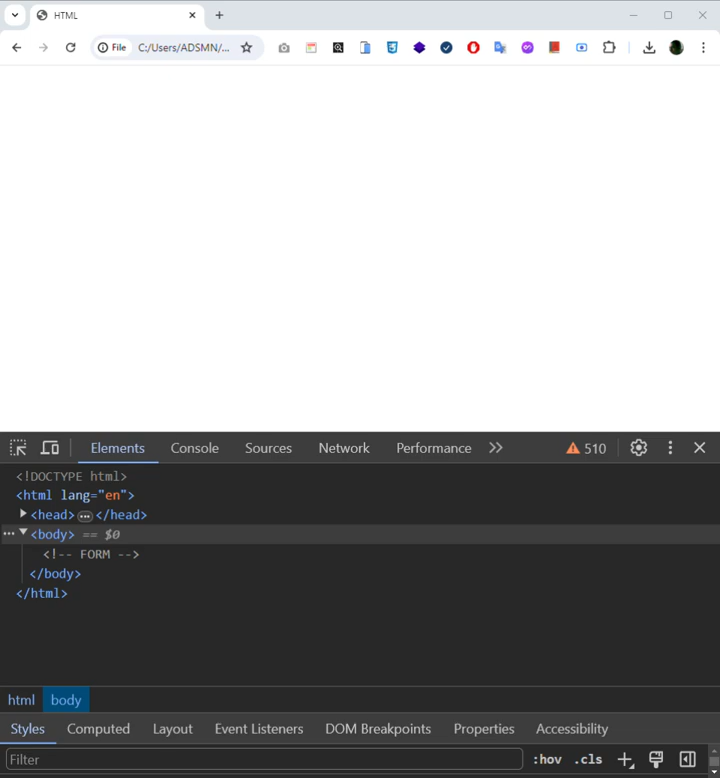 HTML
File C:/Users/ADSMN/...
Elements Console Sources Network Performance 510
<!DOCTYPE html>
<html lang="en">
<head> ... </head>
... <body> == $0
<!-- FORM -->
</body>
</html>
html body
Styles Computed Layout Event Listeners DOM Breakpoints Properties Accessibility
Filter :hov .cls